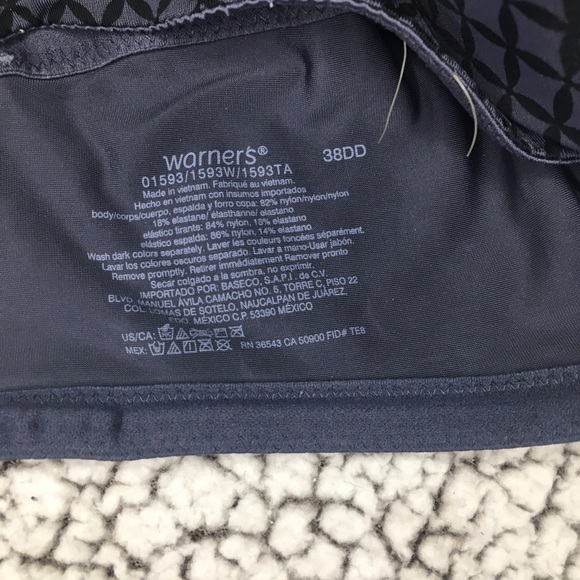 warner's® 38DD
01593/1593W/1593TA
Made in vietnam. Fabriqué au vietnam.
Hecho en vietnam con insumos importados
body/corps/cuerpo, espalda y forro copa: 82% nylon/nylon/nylon
18% elastane/ élasthanne/ elastano
elástico tirante: 84% nylon, 16% elastano
elástico espalda: 86% nylon, 14% elastano
Wash dark colors separately. Laver les couleurs foncées séparément.
Lavar los colores oscuros separado. Lavar a mano-Usar jabón.
Remove promptly. Retirer immédiatement Remover pronto
Secar colgado a la sombra, no exprimir.
IMPORTADO POR: BASECO, S.A.P.I. de C.V.
BLVD. MANUEL ÁVILA CAMACHO NO. 5, TORRE C, PISO 22
COL. LOMAS DE SOTELO, NAUCALPAN DE JUÁREZ
EDO. MÉXICO C.P. 53390 MÉXICO
US/CA:
MEX: RN 36543 CA 50900 FID# TE8